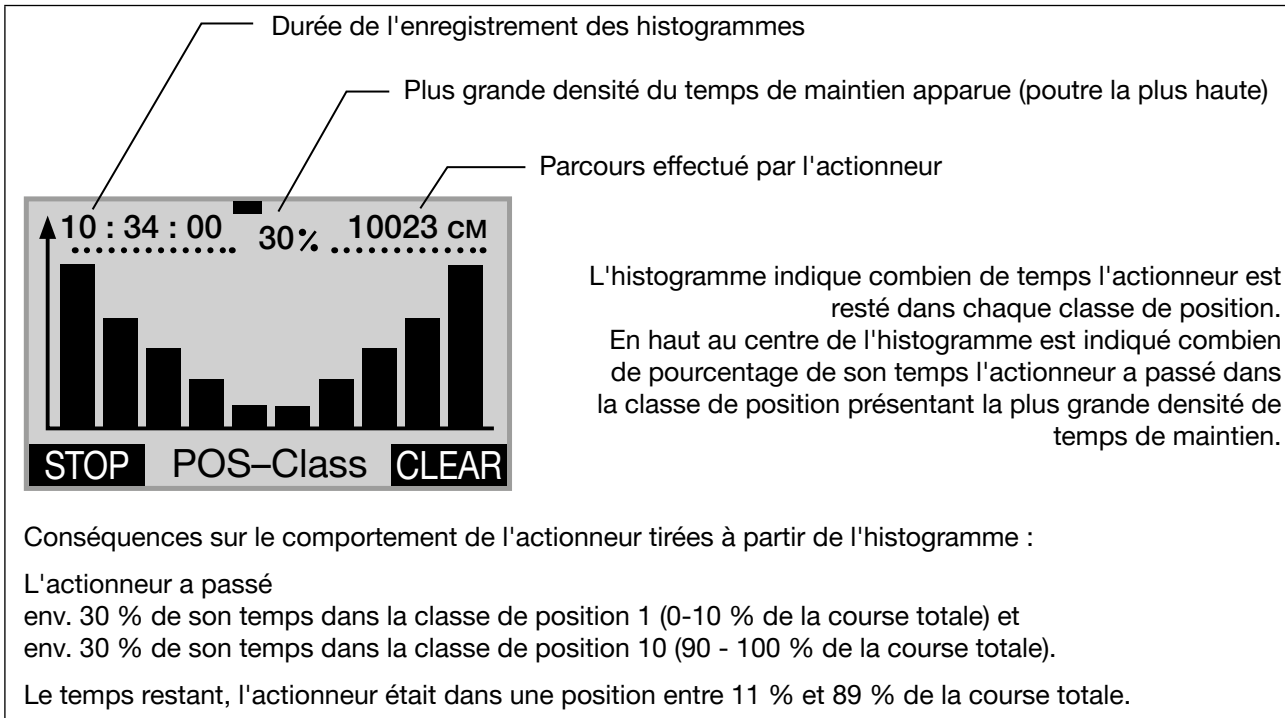 Durée de l'enregistrement des histogrammes
Plus grande densité du temps de maintien apparue (poutre la plus haute)
Parcours effectué par l'actionneur
10 : 34 : 00 30% 10023 CM
STOP POS–Class CLEAR
L'histogramme indique combien de temps l'actionneur est
resté dans chaque classe de position.
En haut au centre de l'histogramme est indiqué combien
de pourcentage de son temps l'actionneur a passé dans
la classe de position présentant la plus grande densité de
temps de maintien.
Conséquences sur le comportement de l'actionneur tirées à partir de l'histogramme :
L'actionneur a passé
env. 30 % de son temps dans la classe de position 1 (0-10 % de la course totale) et
env. 30 % de son temps dans la classe de position 10 (90 - 100 % de la course totale).
Le temps restant, l'actionneur était dans une position entre 11 % et 89 % de la course totale.